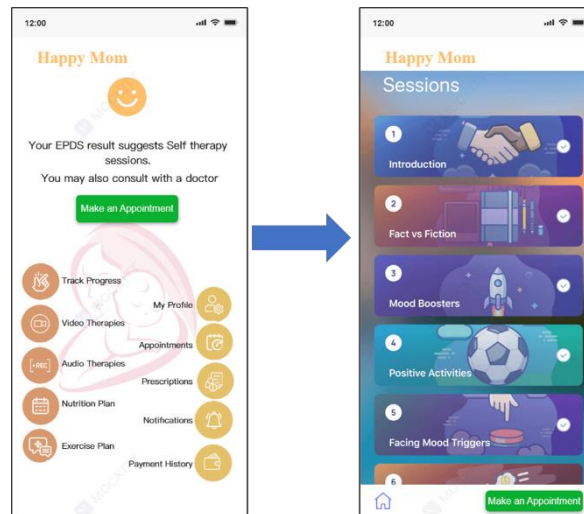 12:00
Happy Mom
Your EPDS result suggests Self therapy
sessions.
You may also consult with a doctor
Make an Appointment
Track Progress
Video Therapies
REC
Audio Therapies
Nutrition Plan
Exercise Plan
My Profile
Appointments
Prescriptions
Notifications
Payment History
12:00
Happy Mom
Sessions
1
Introduction
2
Fact vs Fiction
3
Mood Boosters
4
Positive Activities
5
Facing Mood Triggers
6
Make an Appointment